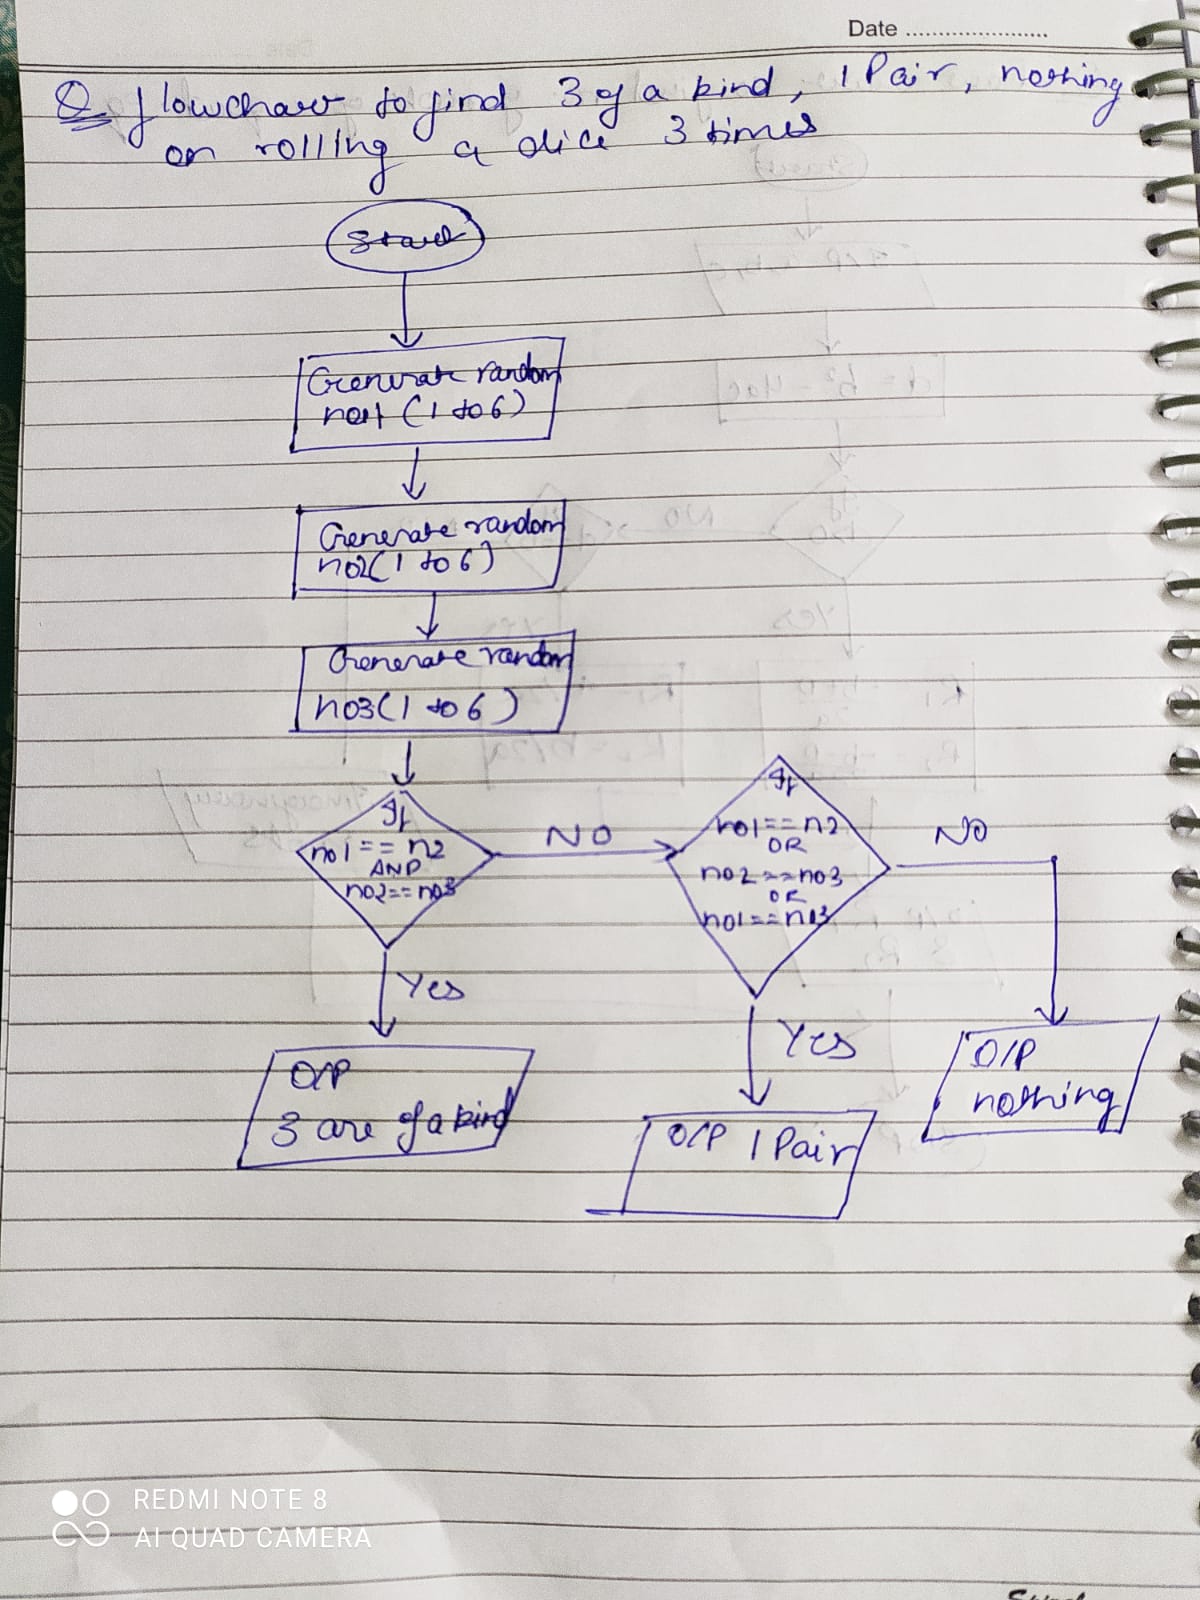 Date
Q flowchart to find 3 of a kind, 1 Pair, nothing
on rolling a dice 3 times
Start
Generate random
no1 (1 to 6)
Generate random
no2(1 to 6)
Generate random
no3(1 to 6)
If
no1 == n2
AND
no2==no3
NO
If
no1==n2
OR
no2==no3
OR
no1==no3
NO
Yes
O/P
3 are of a kind
Yes
O/P 1 Pair
O/P
nothing
REDMI NOTE 8
AI QUAD CAMERA